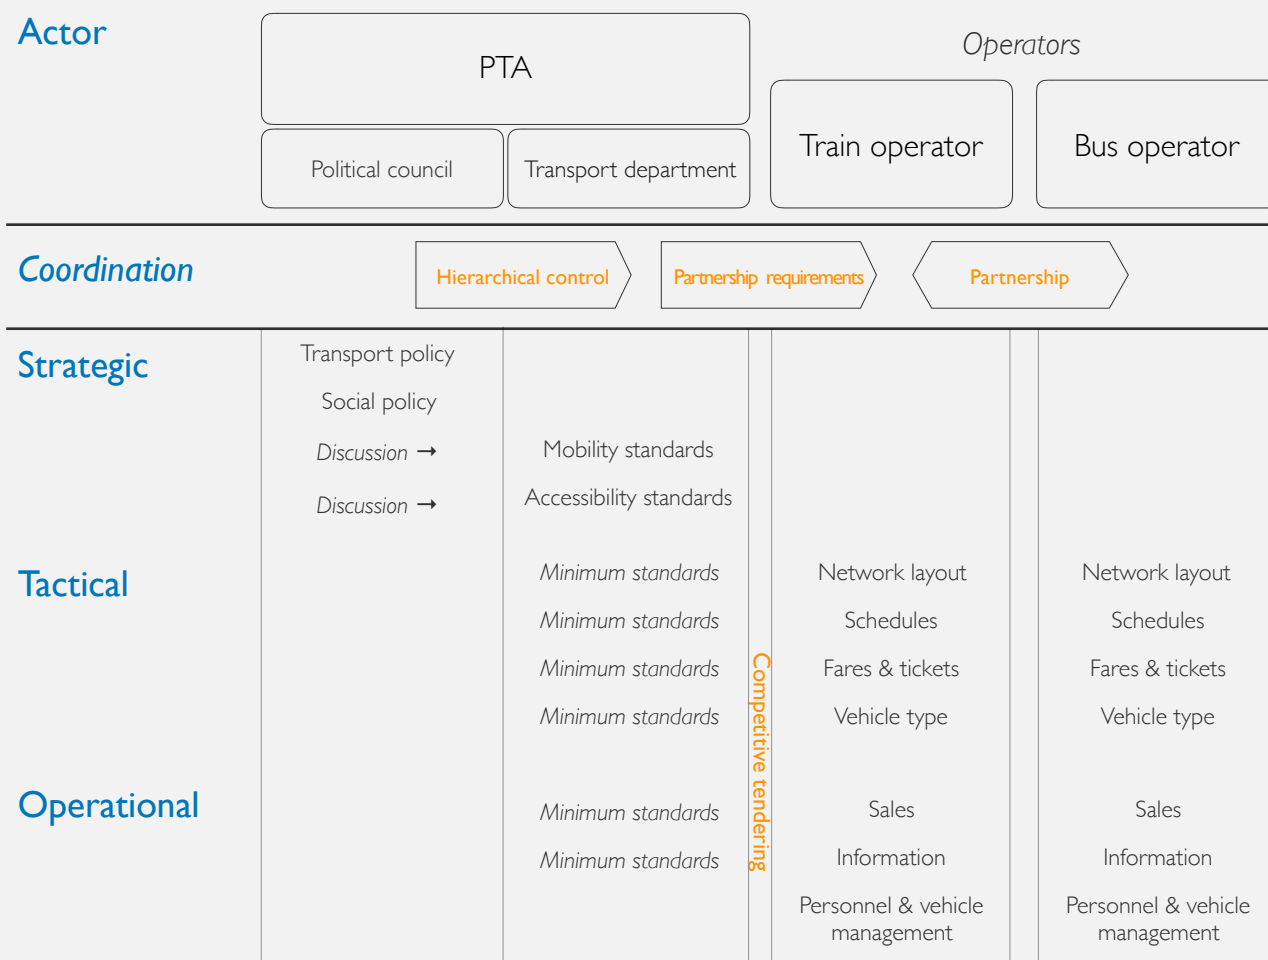 Actor
PTA
Operators
Political council
Transport department
Train operator
Bus operator
Coordination
Hierarchical control
Partnership requirements
Partnership
Strategic
Transport policy
Social policy
Discussion →
Mobility standards
Discussion →
Accessibility standards
Tactical
Minimum standards
Network layout
Network layout
Minimum standards
Schedules
Schedules
Minimum standards
Fares & tickets
Fares & tickets
Minimum standards
Vehicle type
Vehicle type
Competitive tendering
Operational
Minimum standards
Sales
Sales
Minimum standards
Information
Information
Personnel & vehicle
management
Personnel & vehicle
management